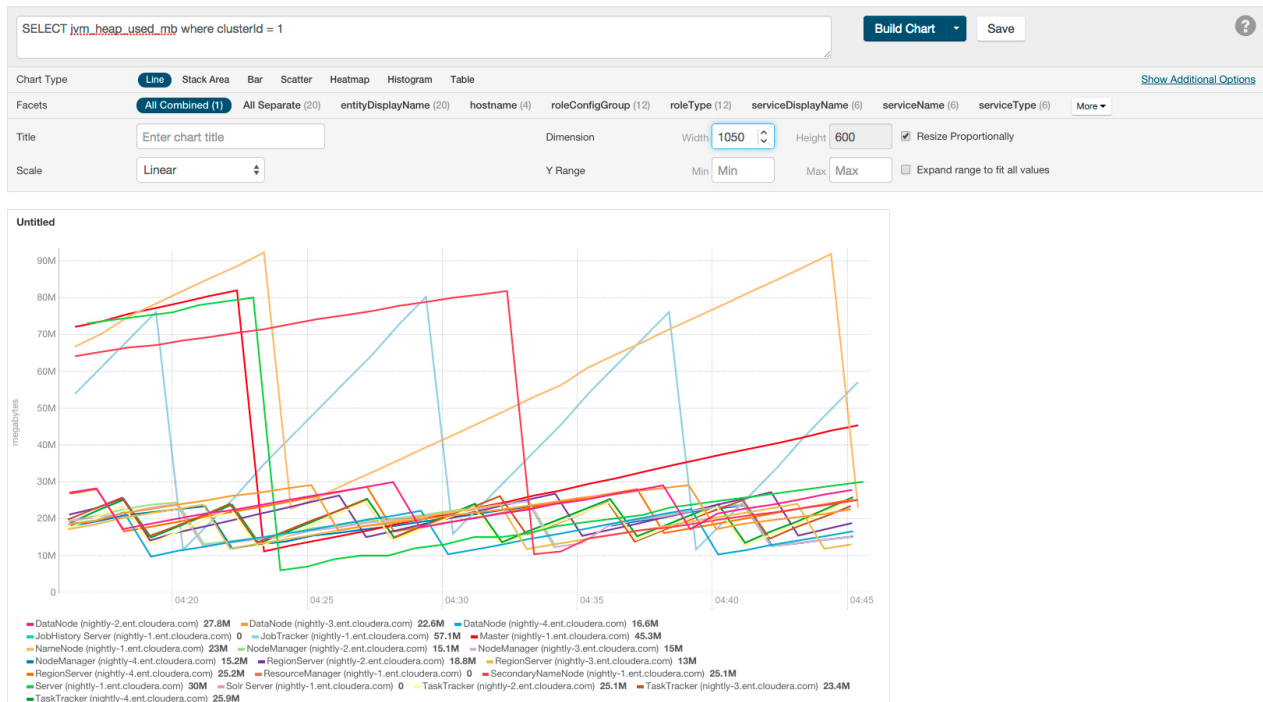 SELECT jvm_heap_used_mb where clusterId = 1
Build Chart
Save
?
Chart Type Line Stack Area Bar Scatter Heatmap Histogram Table Show Additional Options
Facets All Combined (1) All Separate (20) entityDisplayName (20) hostname (4) roleConfigGroup (12) roleType (12) serviceDisplayName (6) serviceName (6) serviceType (6) More
Title Enter chart title Dimension Width 1050 Height 600 Resize Proportionally
Scale Linear Y Range Min Min Max Max Expand range to fit all values
Untitled
90M
80M
70M
60M
50M
40M
30M
20M
10M
0
megabytes
04:20 04:25 04:30 04:35 04:40 04:45
DataNode (nightly-2.ent.cloudera.com) 27.8M DataNode (nightly-3.ent.cloudera.com) 22.6M DataNode (nightly-4.ent.cloudera.com) 16.6M
JobHistory Server (nightly-1.ent.cloudera.com) 0 JobTracker (nightly-1.ent.cloudera.com) 57.1M Master (nightly-1.ent.cloudera.com) 45.3M
NameNode (nightly-1.ent.cloudera.com) 23M NodeManager (nightly-2.ent.cloudera.com) 15.1M NodeManager (nightly-3.ent.cloudera.com) 15M
NodeManager (nightly-4.ent.cloudera.com) 15.2M RegionServer (nightly-2.ent.cloudera.com) 18.8M RegionServer (nightly-3.ent.cloudera.com) 13M
RegionServer (nightly-4.ent.cloudera.com) 25.2M ResourceManager (nightly-1.ent.cloudera.com) 0 SecondaryNameNode (nightly-1.ent.cloudera.com) 25.1M
Server (nightly-1.ent.cloudera.com) 30M Solr Server (nightly-1.ent.cloudera.com) 0 TaskTracker (nightly-2.ent.cloudera.com) 25.1M TaskTracker (nightly-3.ent.cloudera.com) 23.4M
TaskTracker (nightly-4.ent.cloudera.com) 25.9M